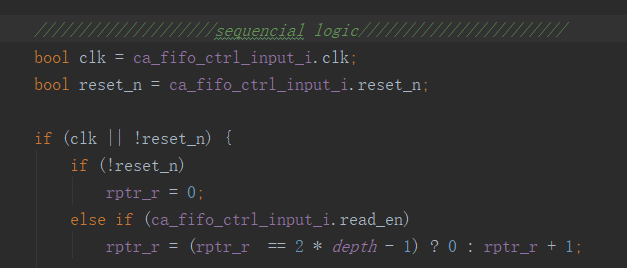 ////////////////////sequencial logic///////////////////////
bool clk = ca_fifo_ctrl_input_i.clk;
bool reset_n = ca_fifo_ctrl_input_i.reset_n;
if (clk || !reset_n) {
if (!reset_n)
rptr_r = 0;
else if (ca_fifo_ctrl_input_i.read_en)
rptr_r = (rptr_r  == 2 * depth - 1) ? 0 : rptr_r + 1;